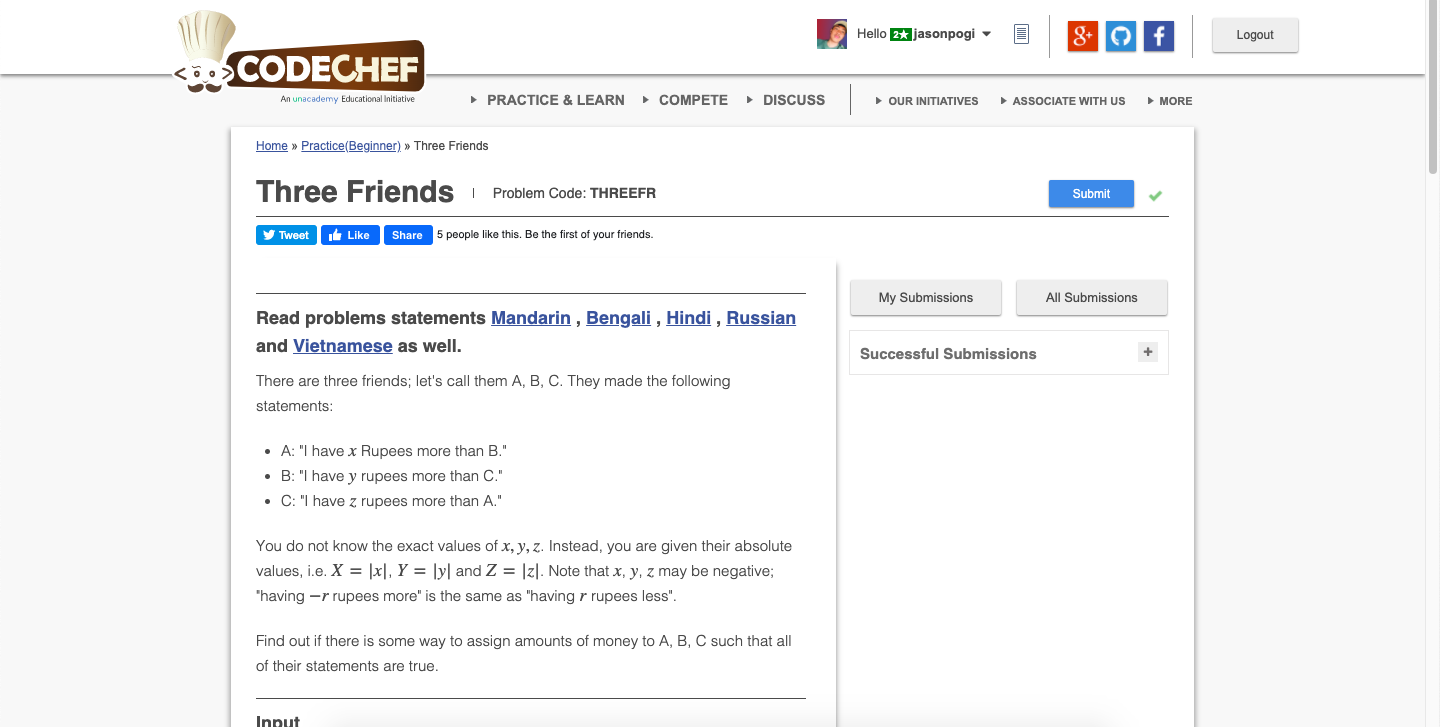 CODECHEF
An unacademy Educational Initiative
Hello 2★ jasonpogi
Logout
PRACTICE & LEARN COMPETE DISCUSS OUR INITIATIVES ASSOCIATE WITH US MORE
Home » Practice(Beginner) » Three Friends
Three Friends Problem Code: THREEFR Submit
Tweet Like Share 5 people like this. Be the first of your friends.
My Submissions All Submissions
Successful Submissions +
Read problems statements Mandarin , Bengali , Hindi , Russian
and Vietnamese as well.
There are three friends; let's call them A, B, C. They made the following
statements:
• A: "I have x Rupees more than B."
• B: "I have y rupees more than C."
• C: "I have z rupees more than A."
You do not know the exact values of x, y, z. Instead, you are given their absolute
values, i.e. X = |x|, Y = |y| and Z = |z|. Note that x, y, z may be negative;
"having −r rupees more" is the same as "having r rupees less".
Find out if there is some way to assign amounts of money to A, B, C such that all
of their statements are true.
Input